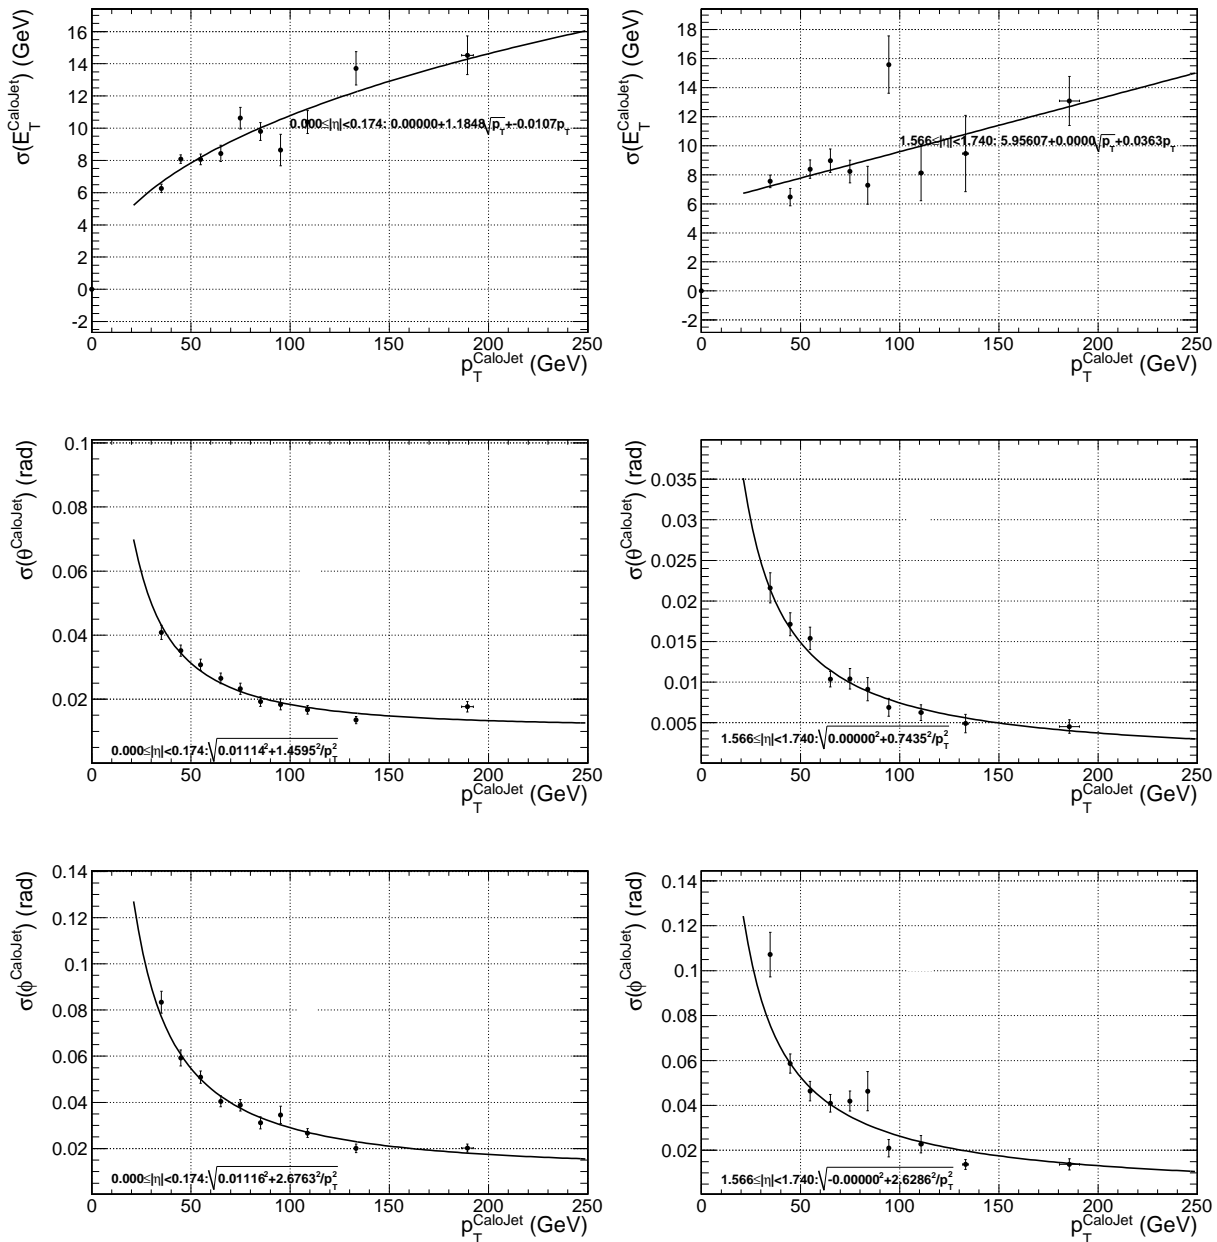 σ(E_T^CaloJet) (GeV)
16
14
12
10
8
6
4
2
0
-2
0.000≤|η|<0.174: 0.00000+1.1848√p_T+-0.0107p_T
0 50 100 150 200 250
p_T^CaloJet (GeV)
σ(E_T^CaloJet) (GeV)
18
16
14
12
10
8
6
4
2
0
-2
1.566≤|η|<1.740: 5.95607+0.0000√p_T+0.0363p_T
0 50 100 150 200 250
p_T^CaloJet (GeV)
σ(θ^CaloJet) (rad)
0.1
0.08
0.06
0.04
0.02
0.000≤|η|<0.174:√0.01114²+1.4595²/p_T²
0 50 100 150 200 250
p_T^CaloJet (GeV)
σ(θ^CaloJet) (rad)
0.035
0.03
0.025
0.02
0.015
0.01
0.005
1.566≤|η|<1.740:√0.00000²+0.7435²/p_T²
0 50 100 150 200 250
p_T^CaloJet (GeV)
σ(ϕ^CaloJet) (rad)
0.14
0.12
0.1
0.08
0.06
0.04
0.02
0.000≤|η|<0.174:√0.01116²+2.6763²/p_T²
0 50 100 150 200 250
p_T^CaloJet (GeV)
σ(ϕ^CaloJet) (rad)
0.14
0.12
0.1
0.08
0.06
0.04
0.02
1.566≤|η|<1.740:√-0.00000²+2.6286²/p_T²
0 50 100 150 200 250
p_T^CaloJet (GeV)